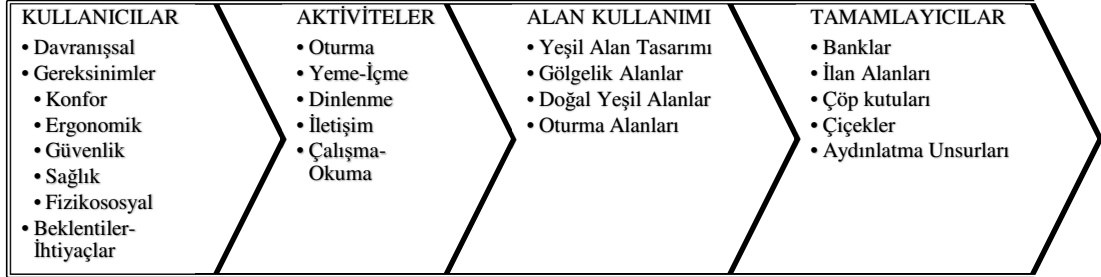 KULLANICILAR
• Davranışsal
• Gereksinimler
• Konfor
• Ergonomik
• Güvenlik
• Sağlık
• Fizikososyal
• Beklentiler-
İhtiyaçlar
AKTİVİTELER
• Oturma
• Yeme-İçme
• Dinlenme
• İletişim
• Çalışma-
Okuma
ALAN KULLANIMI
• Yeşil Alan Tasarımı
• Gölgelik Alanlar
• Doğal Yeşil Alanlar
• Oturma Alanları
TAMAMLAYICILAR
• Banklar
• İlan Alanları
• Çöp kutuları
• Çiçekler
• Aydınlatma Unsurları